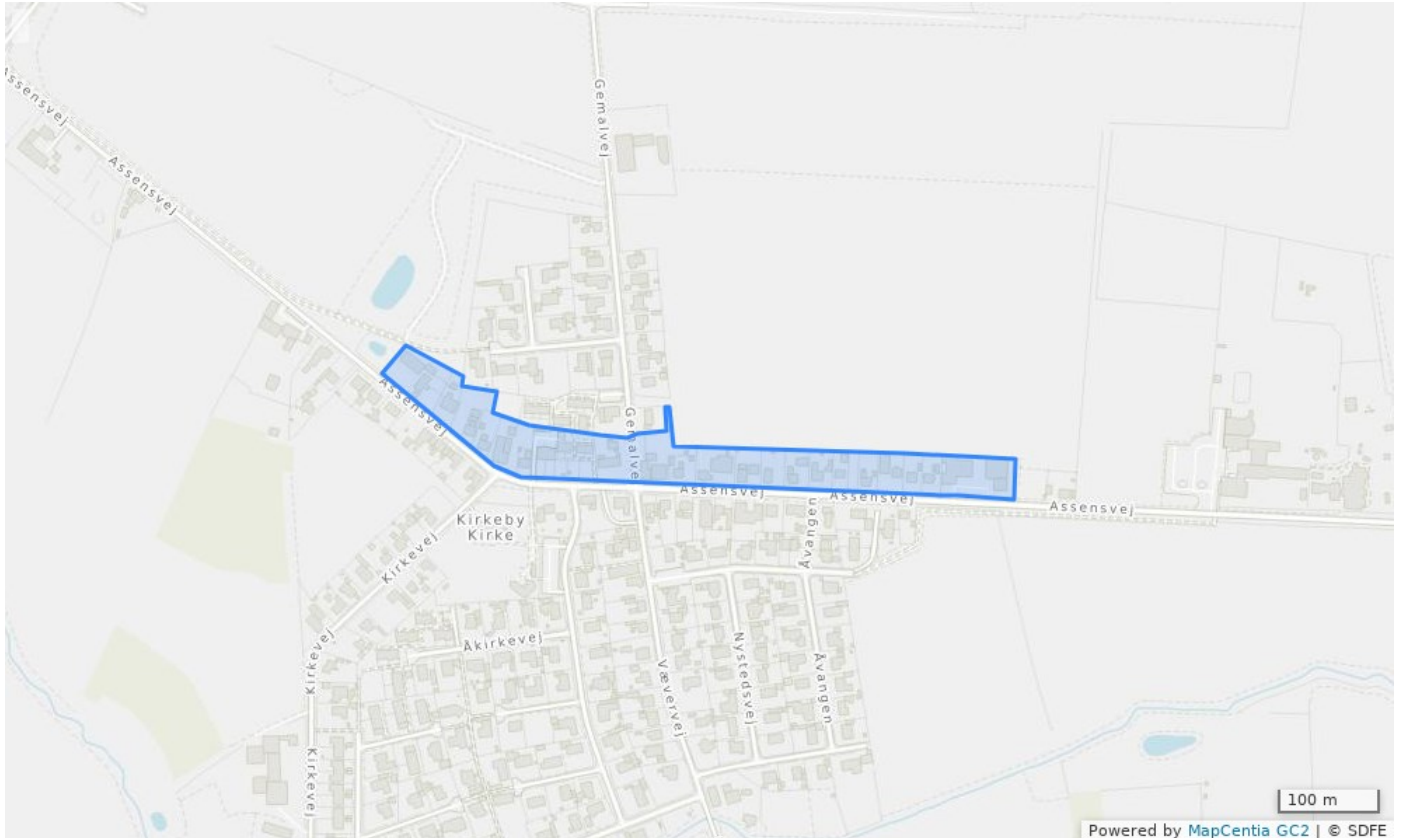 Gemalvej
Assensvej
Assensvej
Assensvej
Gemalve
Assensvej
Assensvej
Assensvej
Kirkeby
Kirke
Kirkevej
Åvangen
Åkirkevej
Kirkevej
Vævervej
Nystedsvej
Åvangen
Kirkevej
100 m
Powered by MapCentia GC2 | © SDFE